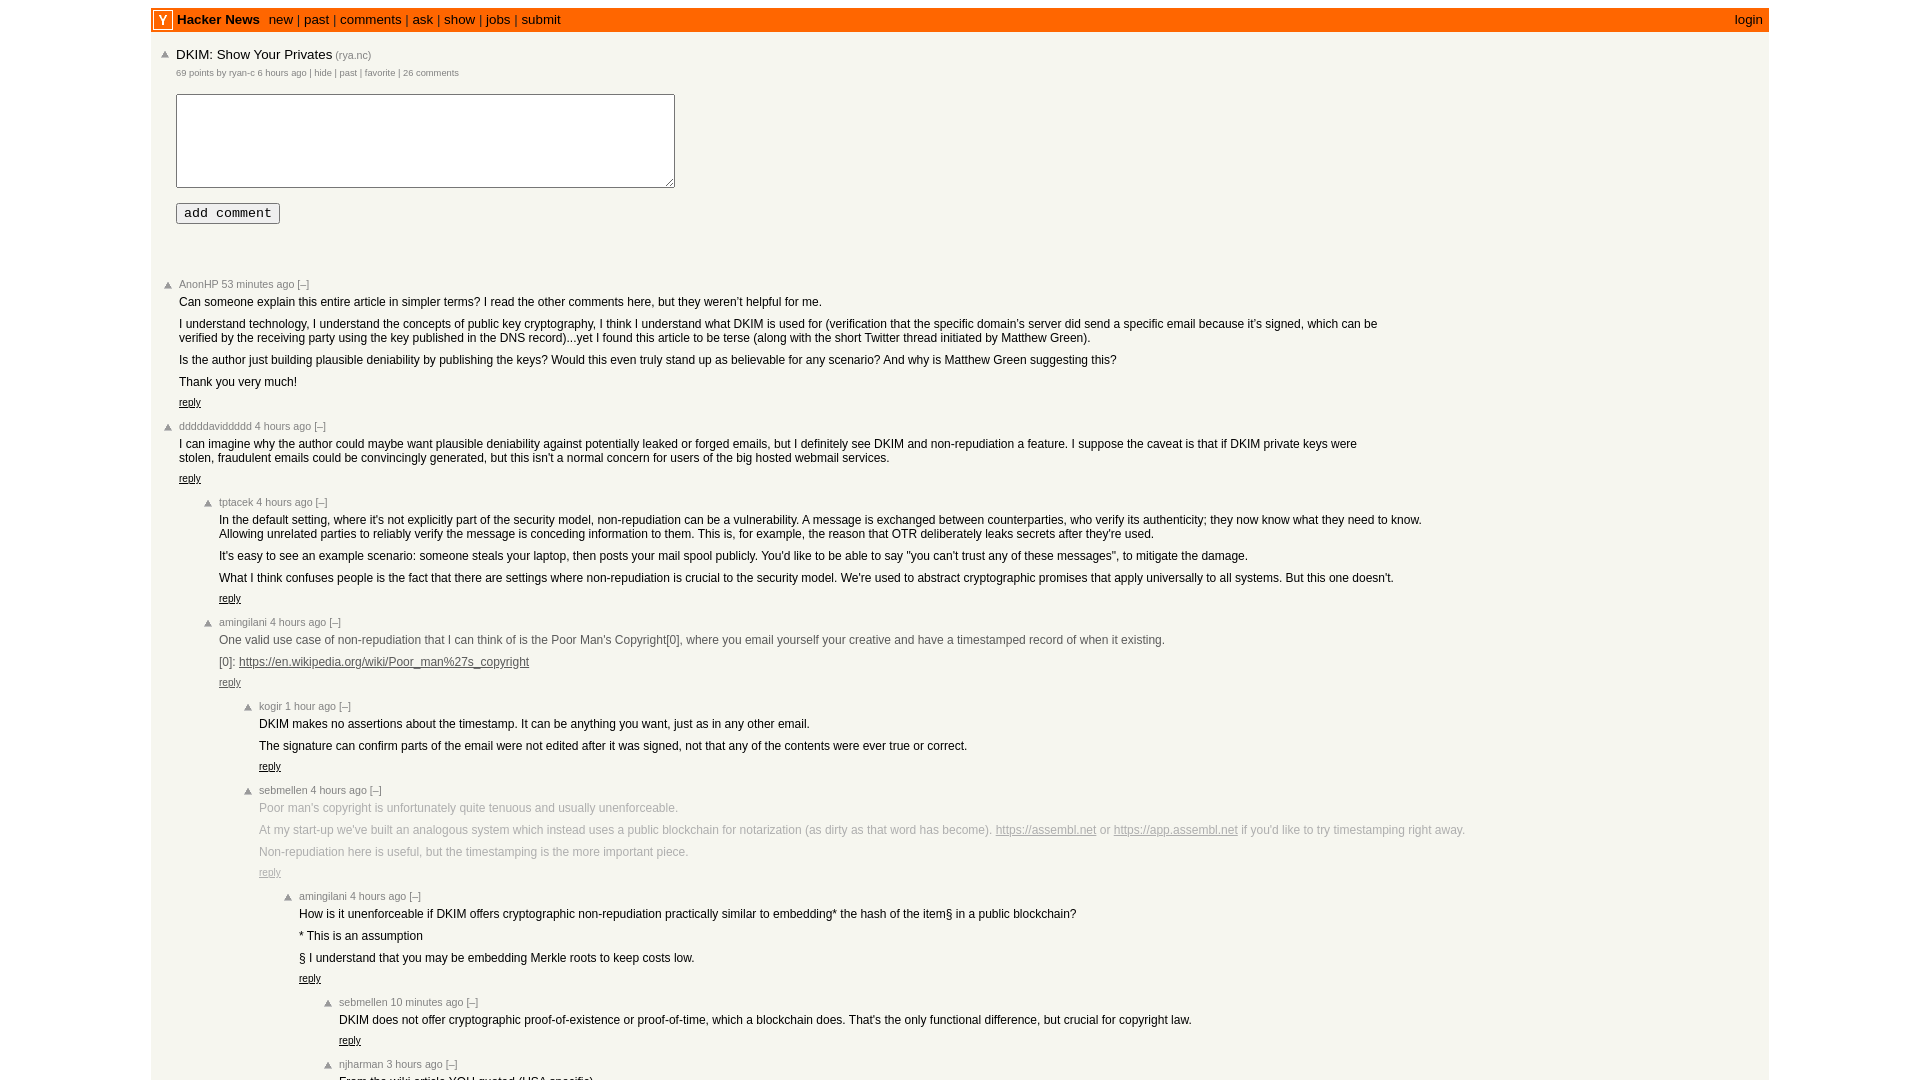 Y Hacker News new | past | comments | ask | show | jobs | submit login
DKIM: Show Your Privates (rya.nc)
69 points by ryan-c 6 hours ago | hide | past | favorite | 26 comments
add comment
AnonHP 53 minutes ago [–]
Can someone explain this entire article in simpler terms? I read the other comments here, but they weren’t helpful for me.
I understand technology, I understand the concepts of public key cryptography, I think I understand what DKIM is used for (verification that the specific domain’s server did send a specific email because it’s signed, which can be
verified by the receiving party using the key published in the DNS record)...yet I found this article to be terse (along with the short Twitter thread initiated by Matthew Green).
Is the author just building plausible deniability by publishing the keys? Would this even truly stand up as believable for any scenario? And why is Matthew Green suggesting this?
Thank you very much!
reply
dddddaviddddd 4 hours ago [–]
I can imagine why the author could maybe want plausible deniability against potentially leaked or forged emails, but I definitely see DKIM and non-repudiation a feature. I suppose the caveat is that if DKIM private keys were
stolen, fraudulent emails could be convincingly generated, but this isn't a normal concern for users of the big hosted webmail services.
reply
tptacek 4 hours ago [–]
In the default setting, where it's not explicitly part of the security model, non-repudiation can be a vulnerability. A message is exchanged between counterparties, who verify its authenticity; they now know what they need to know.
Allowing unrelated parties to reliably verify the message is conceding information to them. This is, for example, the reason that OTR deliberately leaks secrets after they're used.
It's easy to see an example scenario: someone steals your laptop, then posts your mail spool publicly. You'd like to be able to say "you can't trust any of these messages", to mitigate the damage.
What I think confuses people is the fact that there are settings where non-repudiation is crucial to the security model. We're used to abstract cryptographic promises that apply universally to all systems. But this one doesn't.
reply
amingilani 4 hours ago [–]
One valid use case of non-repudiation that I can think of is the Poor Man's Copyright[0], where you email yourself your creative and have a timestamped record of when it existing.
[0]: https://en.wikipedia.org/wiki/Poor_man%27s_copyright
reply
kogir 1 hour ago [–]
DKIM makes no assertions about the timestamp. It can be anything you want, just as in any other email.
The signature can confirm parts of the email were not edited after it was signed, not that any of the contents were ever true or correct.
reply
sebmellen 4 hours ago [–]
Poor man's copyright is unfortunately quite tenuous and usually unenforceable.
At my start-up we've built an analogous system which instead uses a public blockchain for notarization (as dirty as that word has become). https://assembl.net or https://app.assembl.net if you'd like to try timestamping right away.
Non-repudiation here is useful, but the timestamping is the more important piece.
reply
amingilani 4 hours ago [–]
How is it unenforceable if DKIM offers cryptographic non-repudiation practically similar to embedding* the hash of the item§ in a public blockchain?
* This is an assumption
§ I understand that you may be embedding Merkle roots to keep costs low.
reply
sebmellen 10 minutes ago [–]
DKIM does not offer cryptographic proof-of-existence or proof-of-time, which a blockchain does. That's the only functional difference, but crucial for copyright law.
reply
njharman 3 hours ago [–]
From the wiki article YOU quoted (USA specific)